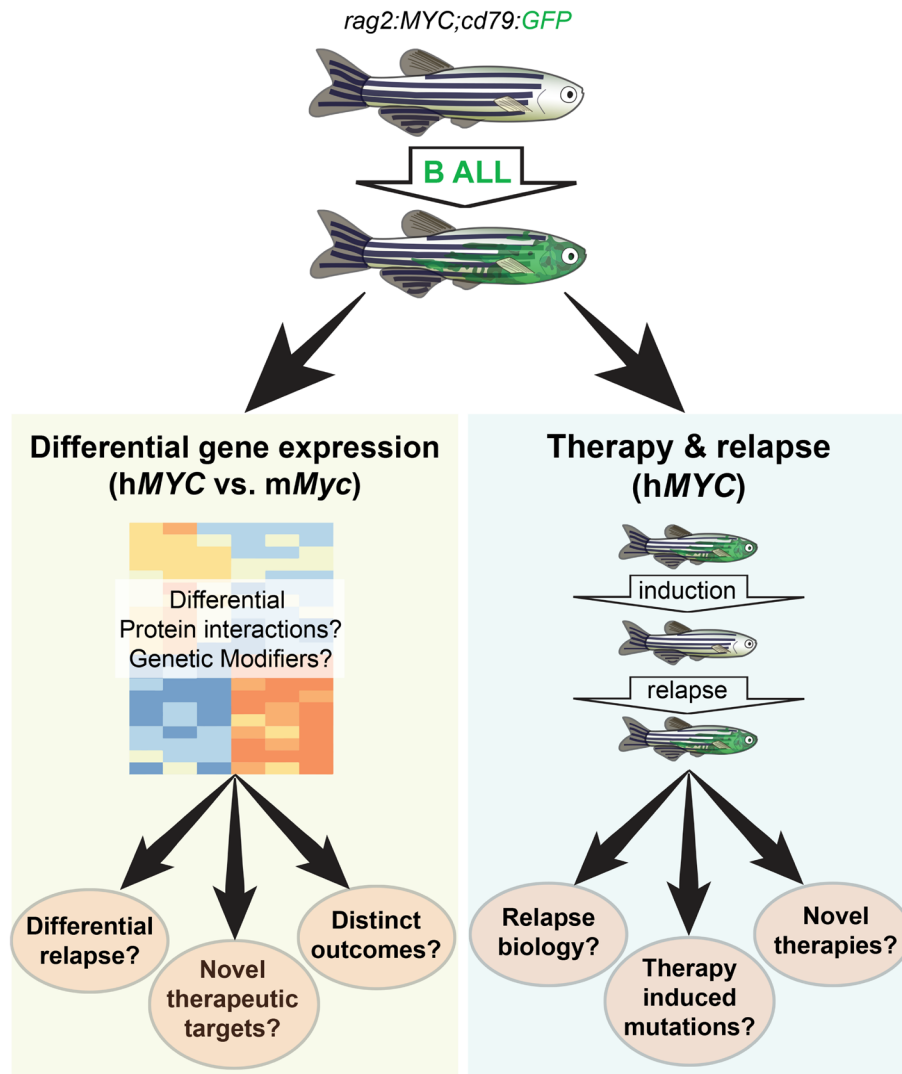 rag2:MYC;cd79:GFP
B ALL
Differential gene expression
(hMYC vs. mMyc)
Differential
Protein interactions?
Genetic Modifiers?
Differential
relapse?
Novel
therapeutic
targets?
Distinct
outcomes?
Therapy & relapse
(hMYC)
induction
relapse
Relapse
biology?
Therapy
induced
mutations?
Novel
therapies?